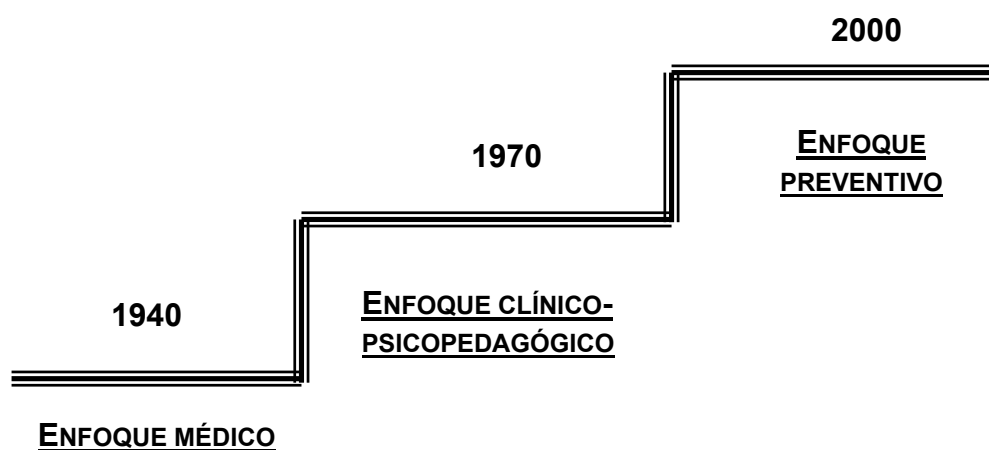 2000
ENFOQUE
PREVENTIVO
1970
ENFOQUE CLÍNICO-
PSICOPEDAGÓGICO
1940
ENFOQUE MÉDICO